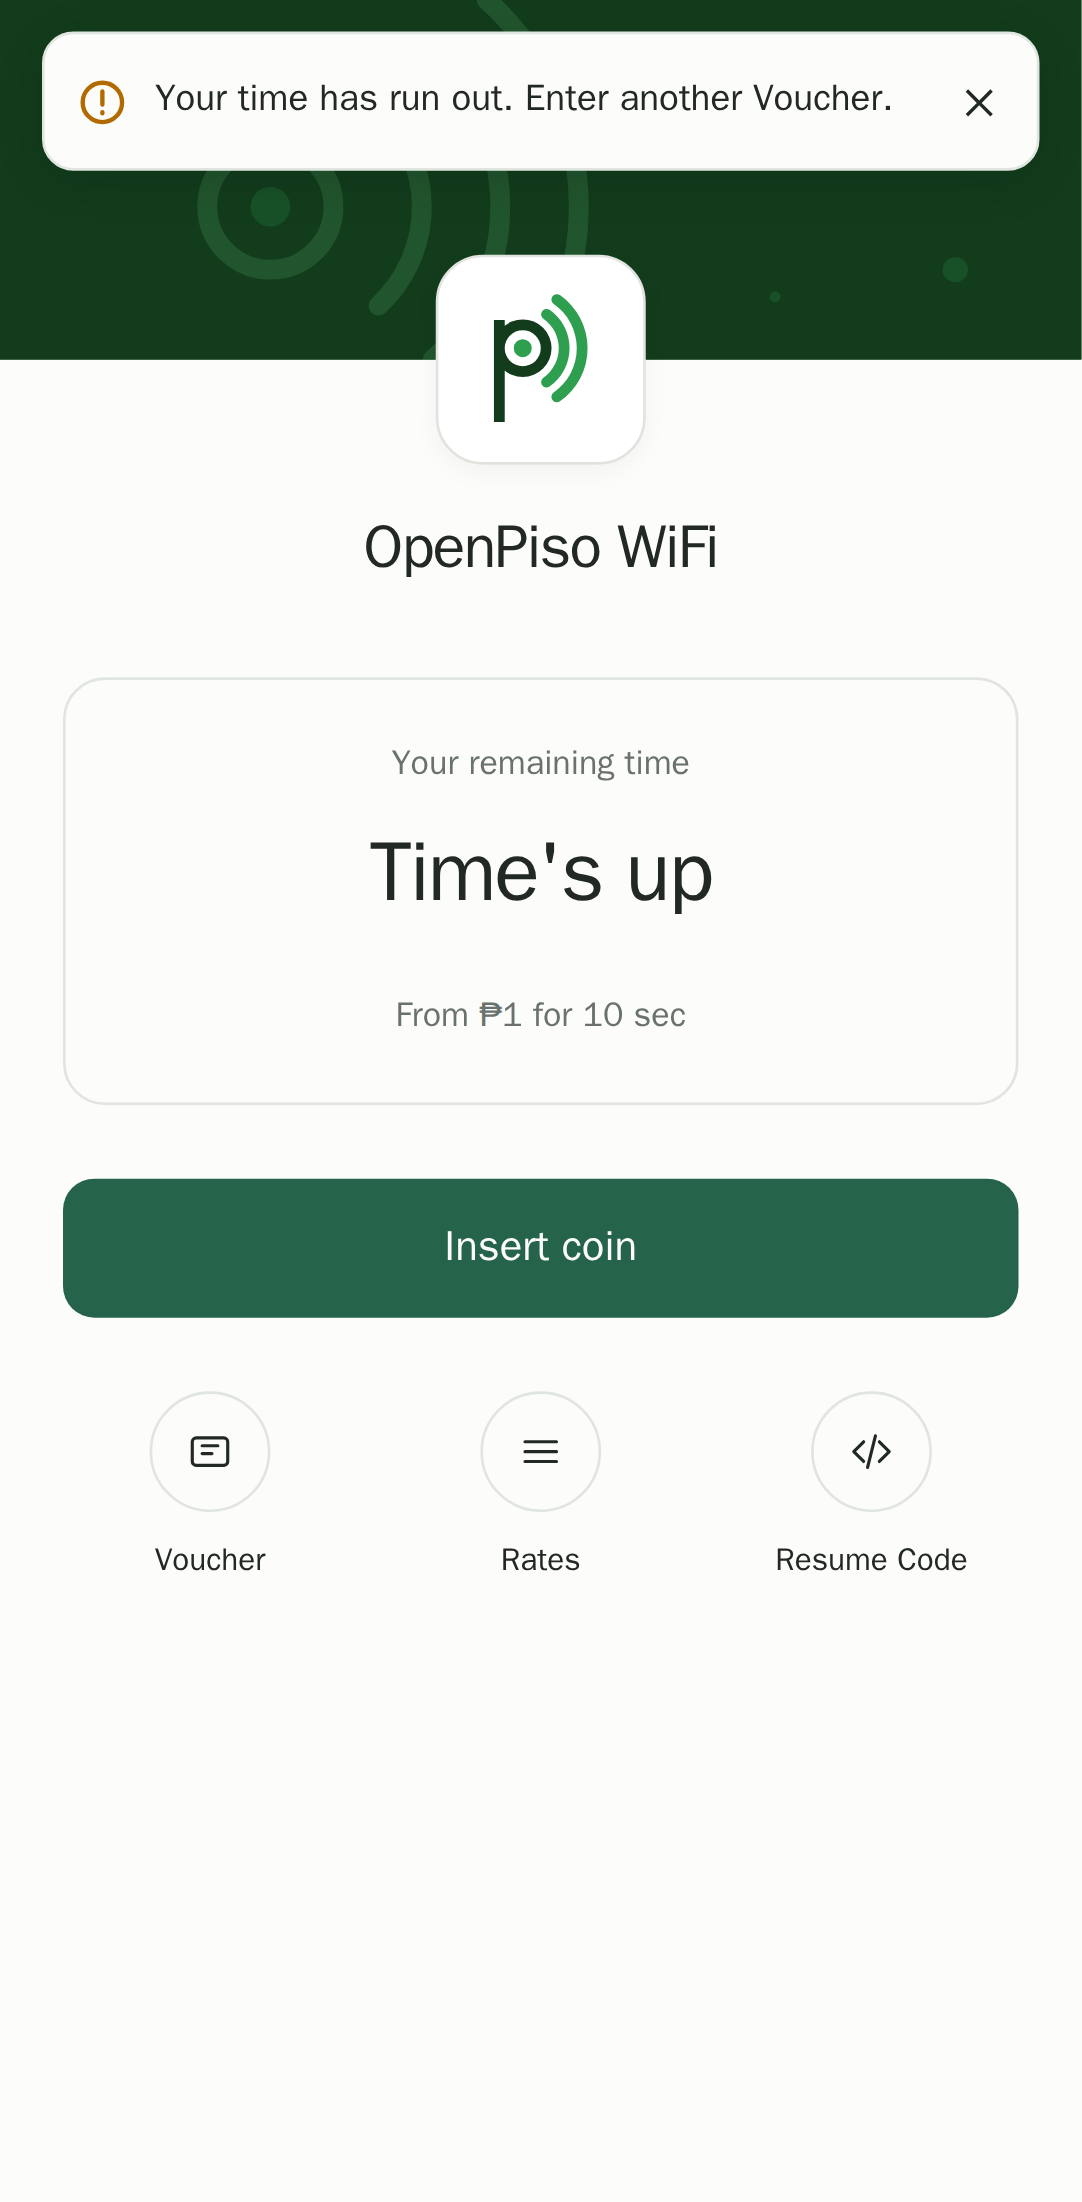 Your time has run out. Enter another Voucher.
OpenPiso WiFi
Your remaining time
Time's up
From ₱1 for 10 sec
Insert coin
Voucher
Rates
Resume Code